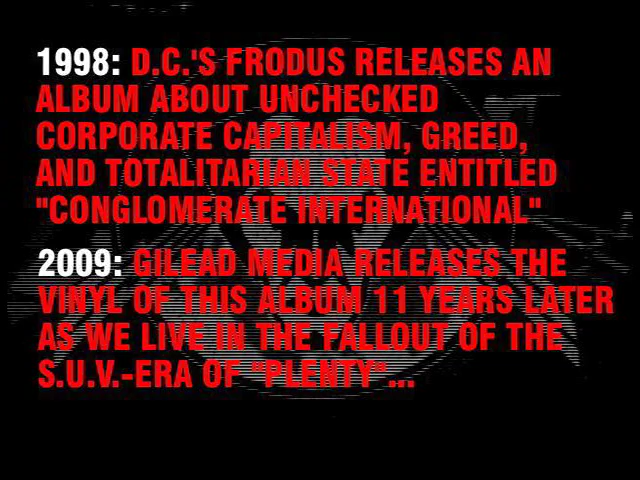 1998: D.C.'S FRODUS RELEASES AN
ALBUM ABOUT UNCHECKED
CORPORATE CAPITALISM, GREED,
AND TOTALITARIAN STATE ENTITLED
"CONGLOMERATE INTERNATIONAL"
2009: GILEAD MEDIA RELEASES THE
VINYL OF THIS ALBUM 11 YEARS LATER
AS WE LIVE IN THE FALLOUT OF THE
S.U.V.-ERA OF "PLENTY"...